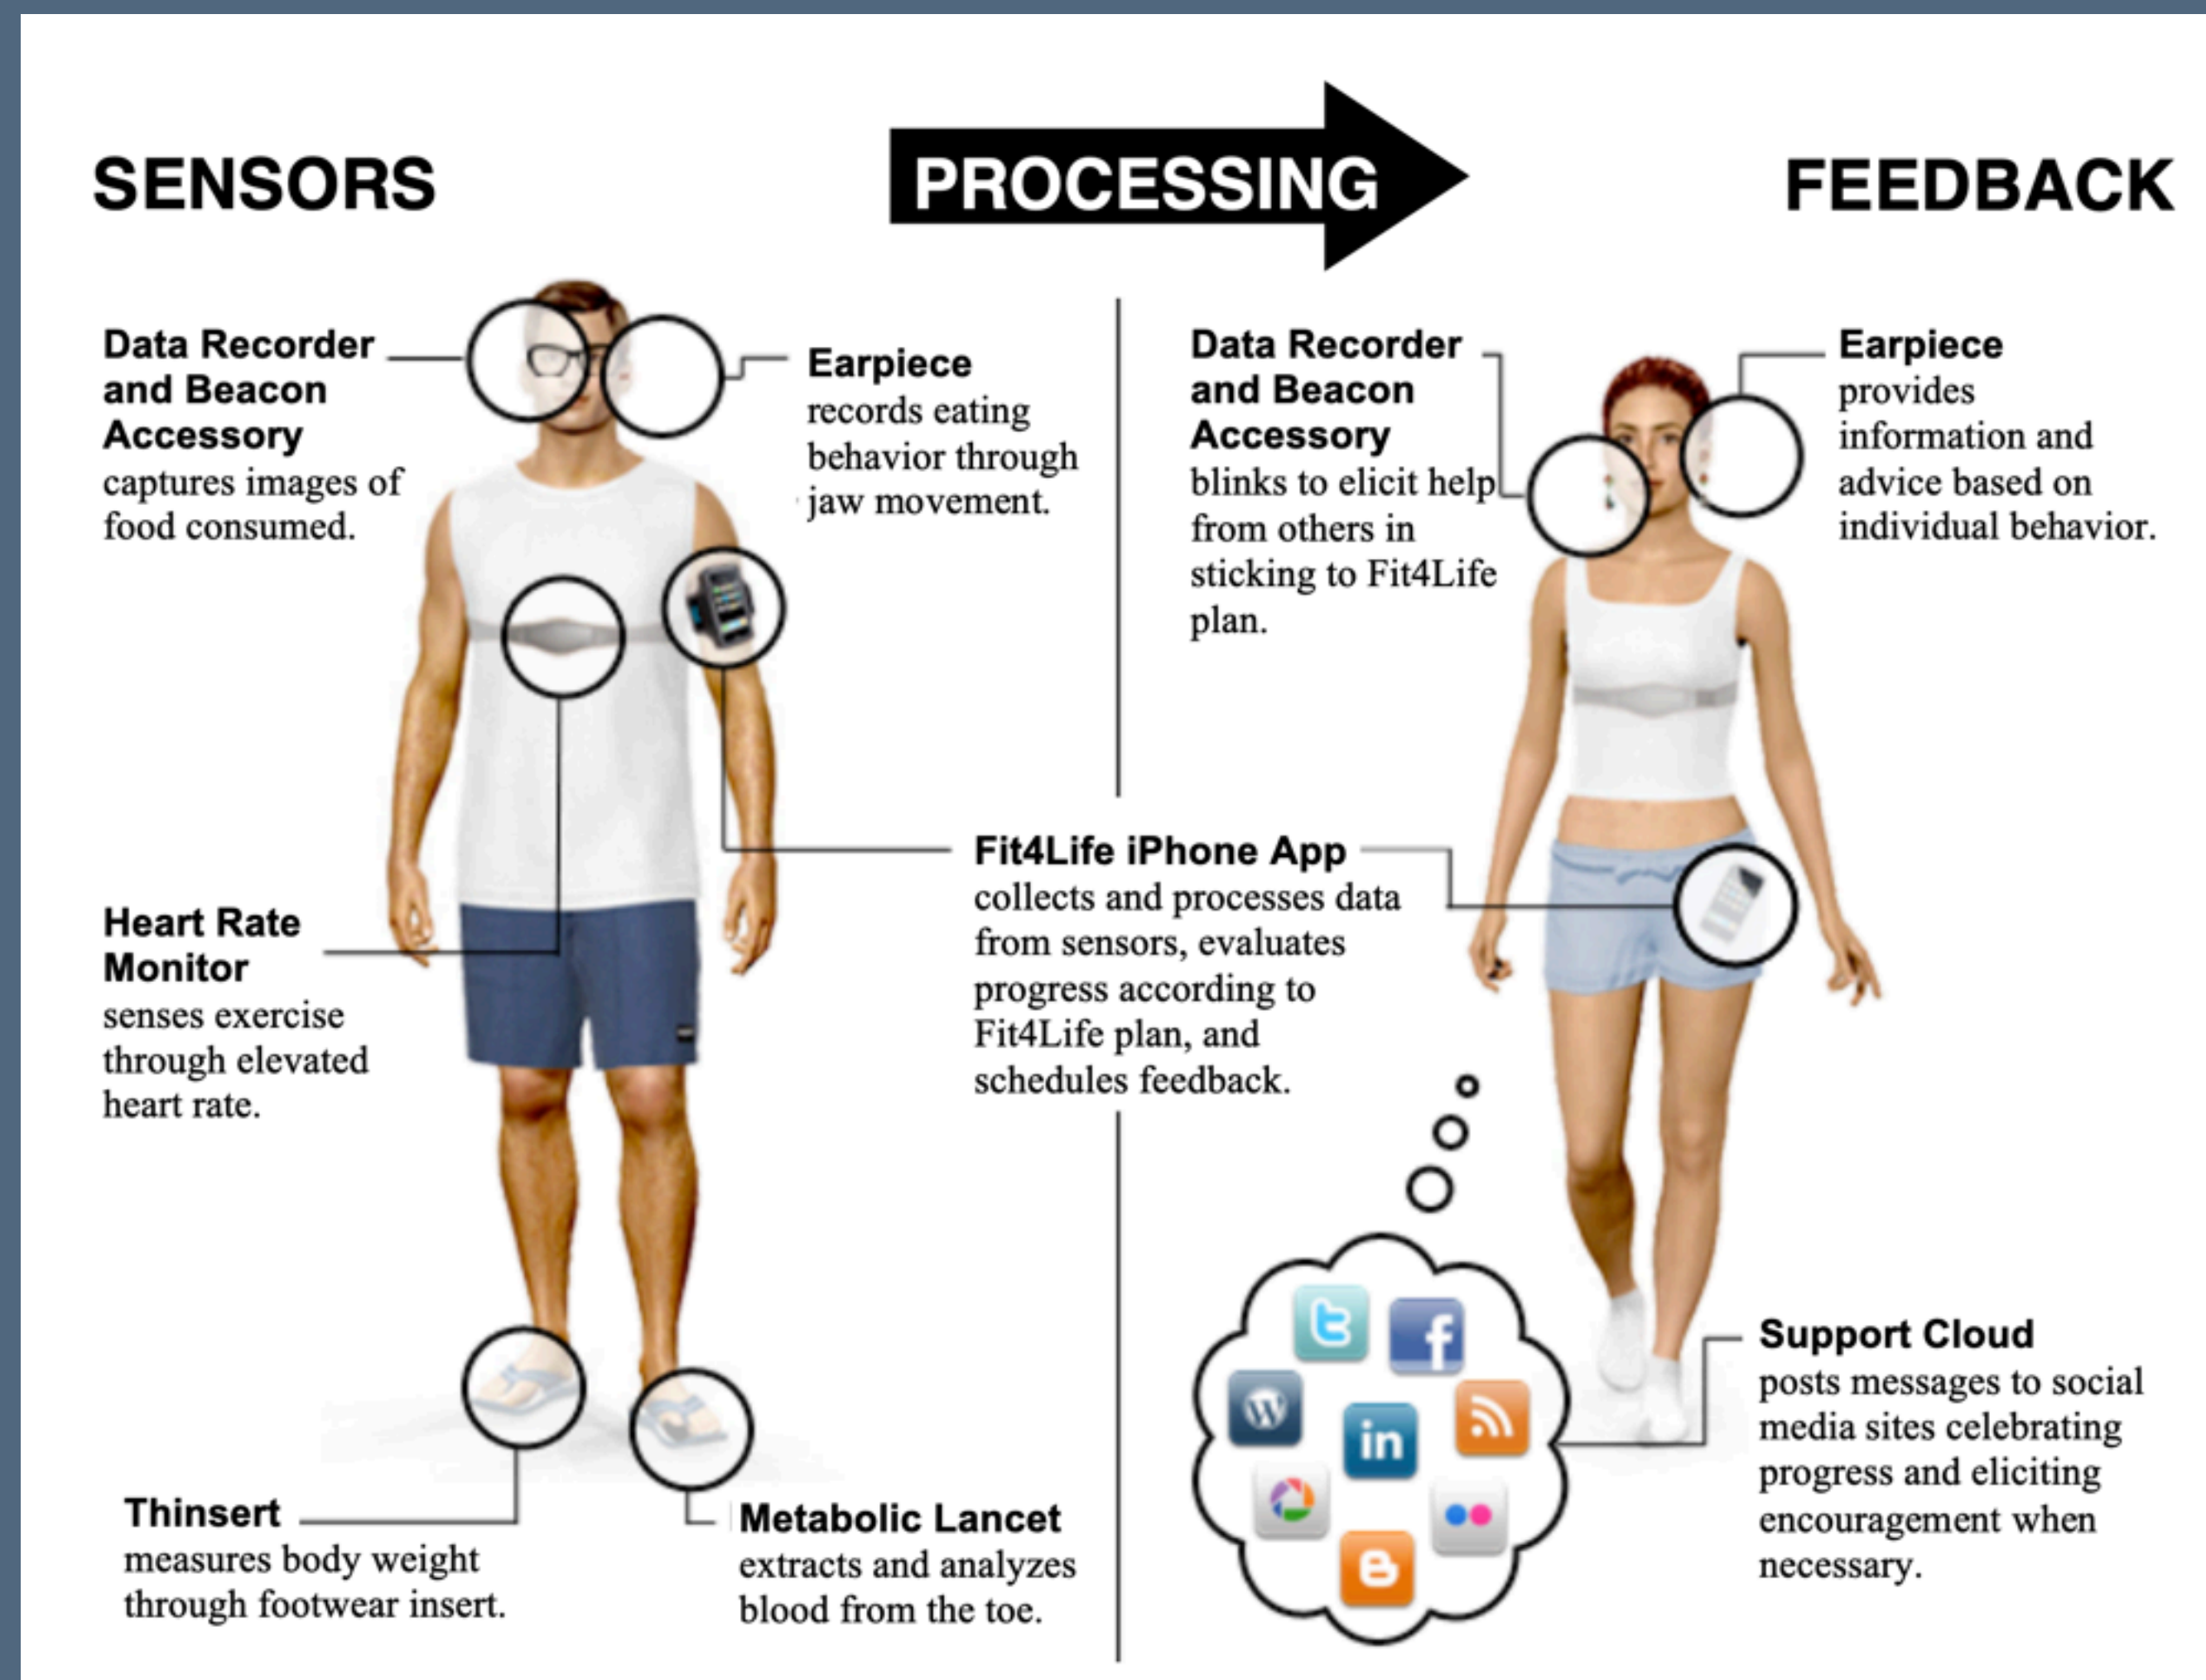 SENSORS
PROCESSING
FEEDBACK
Data Recorder
and Beacon
Accessory
captures images of
food consumed.
Earpiece
records eating
behavior through
jaw movement.
Heart Rate
Monitor
senses exercise
through elevated
heart rate.
Thinsert
measures body weight
through footwear insert.
Metabolic Lancet
extracts and analyzes
blood from the toe.
Fit4Life iPhone App
collects and processes data
from sensors, evaluates
progress according to
Fit4Life plan, and
schedules feedback.
Data Recorder
and Beacon
Accessory
blinks to elicit help
from others in
sticking to Fit4Life
plan.
Earpiece
provides
information and
advice based on
individual behavior.
Support Cloud
posts messages to social
media sites celebrating
progress and eliciting
encouragement when
necessary.
t
f
W
in
B